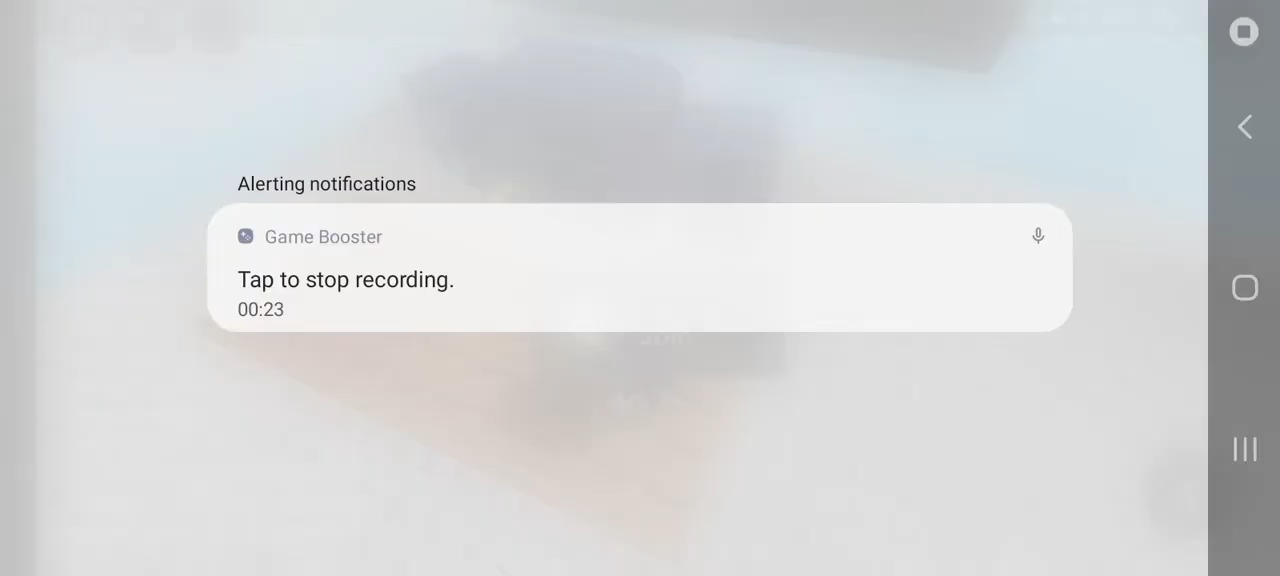 Alerting notifications
Game Booster
Tap to stop recording.
00:23